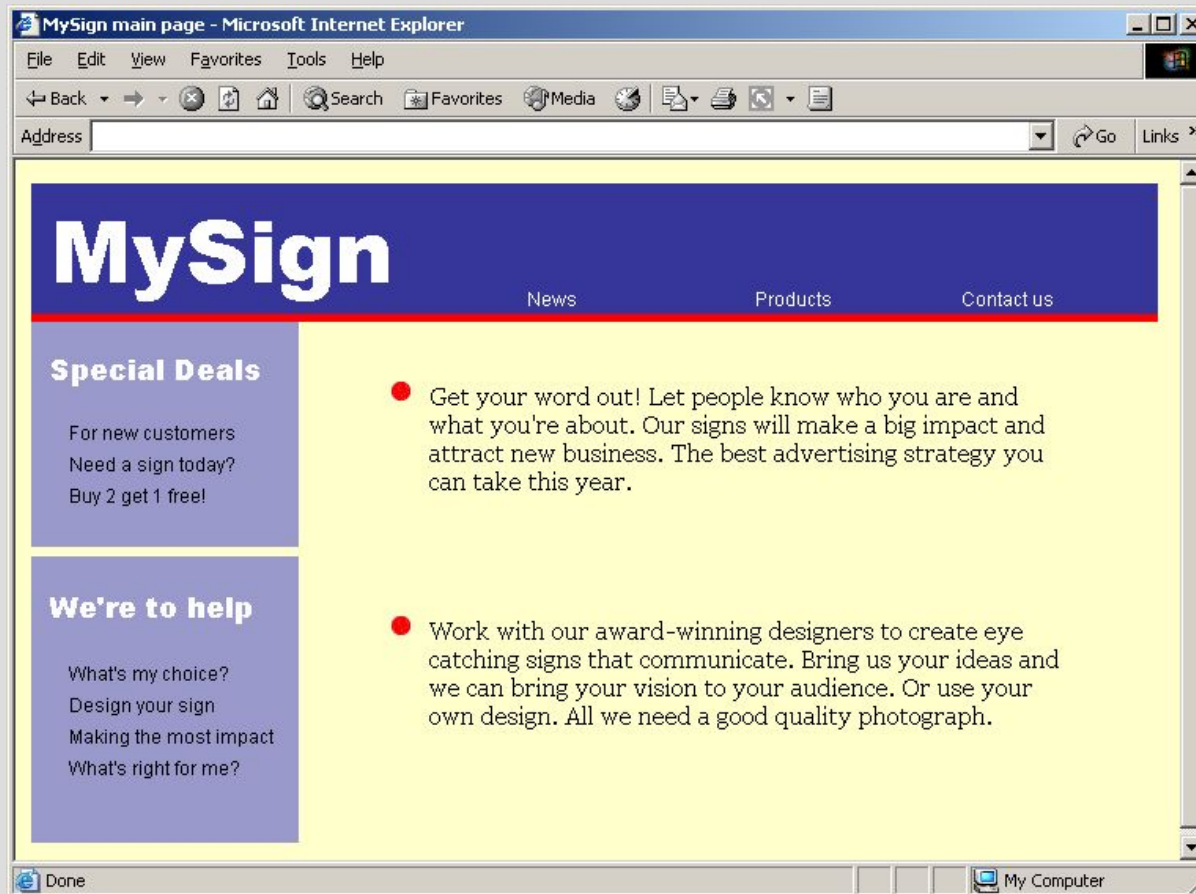 MySign main page - Microsoft Internet Explorer
File Edit View Favorites Tools Help
Back Search Favorites Media
Address Go Links
MySign
News Products Contact us
Special Deals
For new customers
Need a sign today?
Buy 2 get 1 free!
Get your word out! Let people know who you are and
what you're about. Our signs will make a big impact and
attract new business. The best advertising strategy you
can take this year.
We're to help
What's my choice?
Design your sign
Making the most impact
What's right for me?
Work with our award-winning designers to create eye
catching signs that communicate. Bring us your ideas and
we can bring your vision to your audience. Or use your
own design. All we need a good quality photograph.
Done My Computer